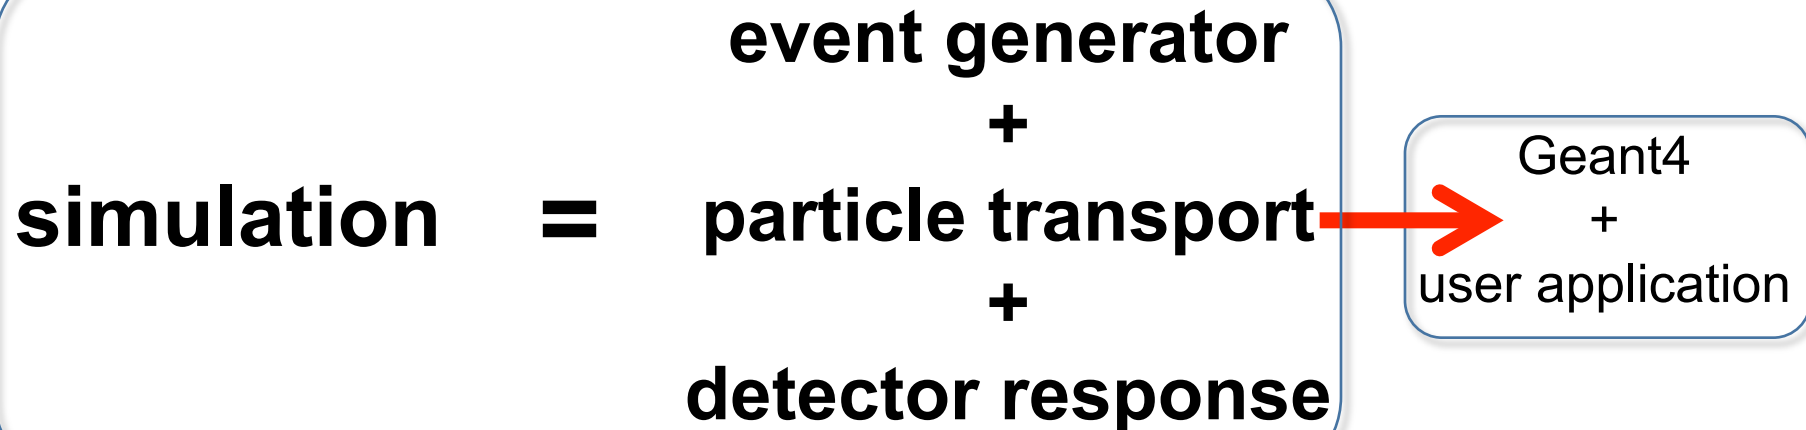 event generator
+
simulation = particle transport
+
detector response
Geant4
+
user application